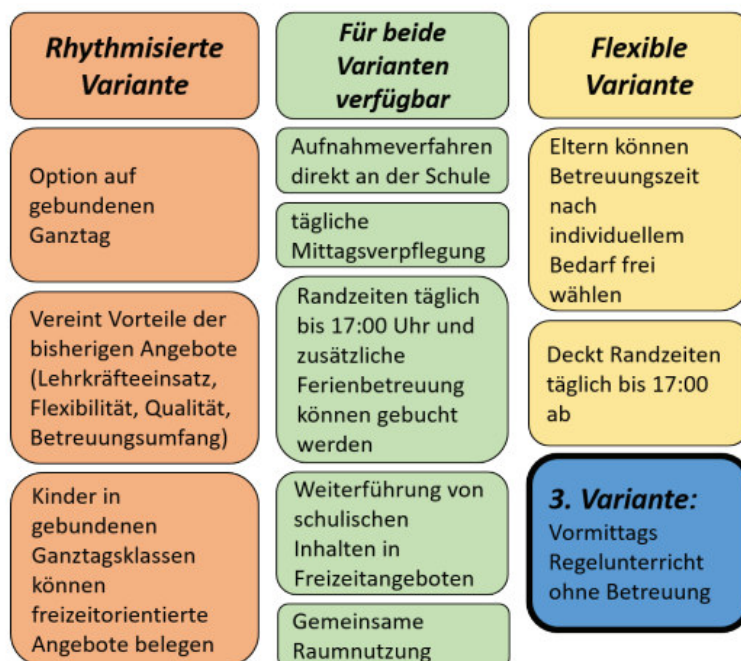 Rhythmisierte
Variante
Option auf
gebundenen
Ganztag
Vereint Vorteile der
bisherigen Angebote
(Lehrkräfteeinsatz,
Flexibilität, Qualität,
Betreuungsumfang)
Kinder in
gebundenen
Ganztagsklassen
können
freizeitorientierte
Angebote belegen
Für beide
Varianten
verfügbar
Aufnahmeverfahren
direkt an der Schule
tägliche
Mittagsverpflegung
Randzeiten täglich
bis 17:00 Uhr und
zusätzliche
Ferienbetreuung
können gebucht
werden
Weiterführung von
schulischen
Inhalten in
Freizeitangeboten
Gemeinsame
Raumnutzung
Flexible
Variante
Eltern können
Betreuungszeit
nach
individuellem
Bedarf frei
wählen
Deckt Randzeiten
täglich bis 17:00
ab
3. Variante:
Vormittags
Regelunterricht
ohne Betreuung